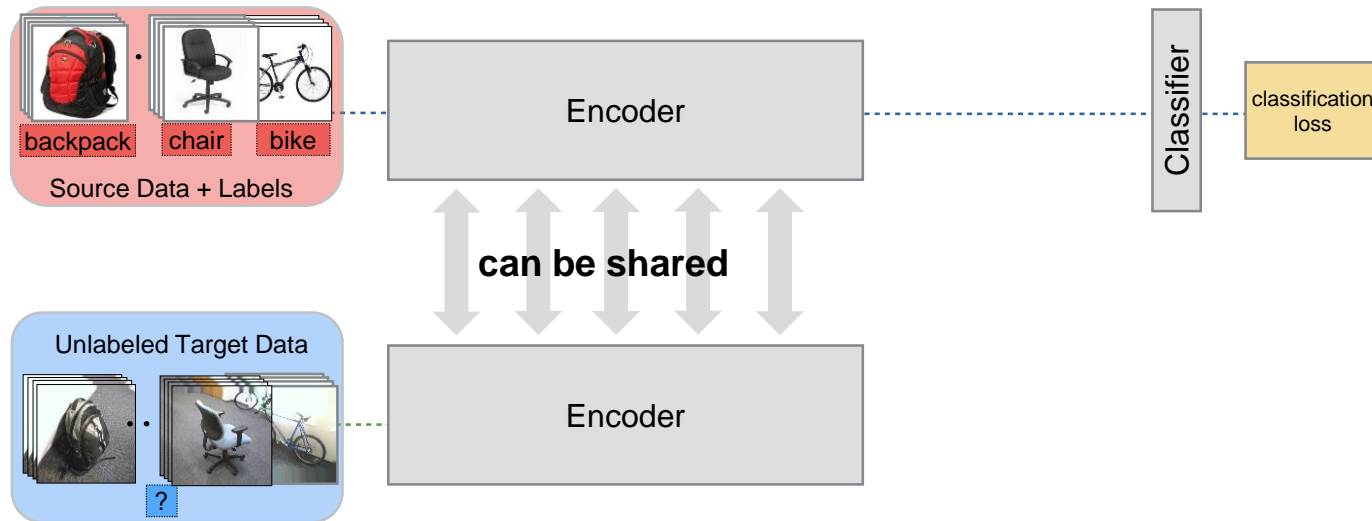 backpack
chair
bike
Source Data + Labels
Encoder
Classifier
classification
loss
can be shared
Unlabeled Target Data
?
Encoder